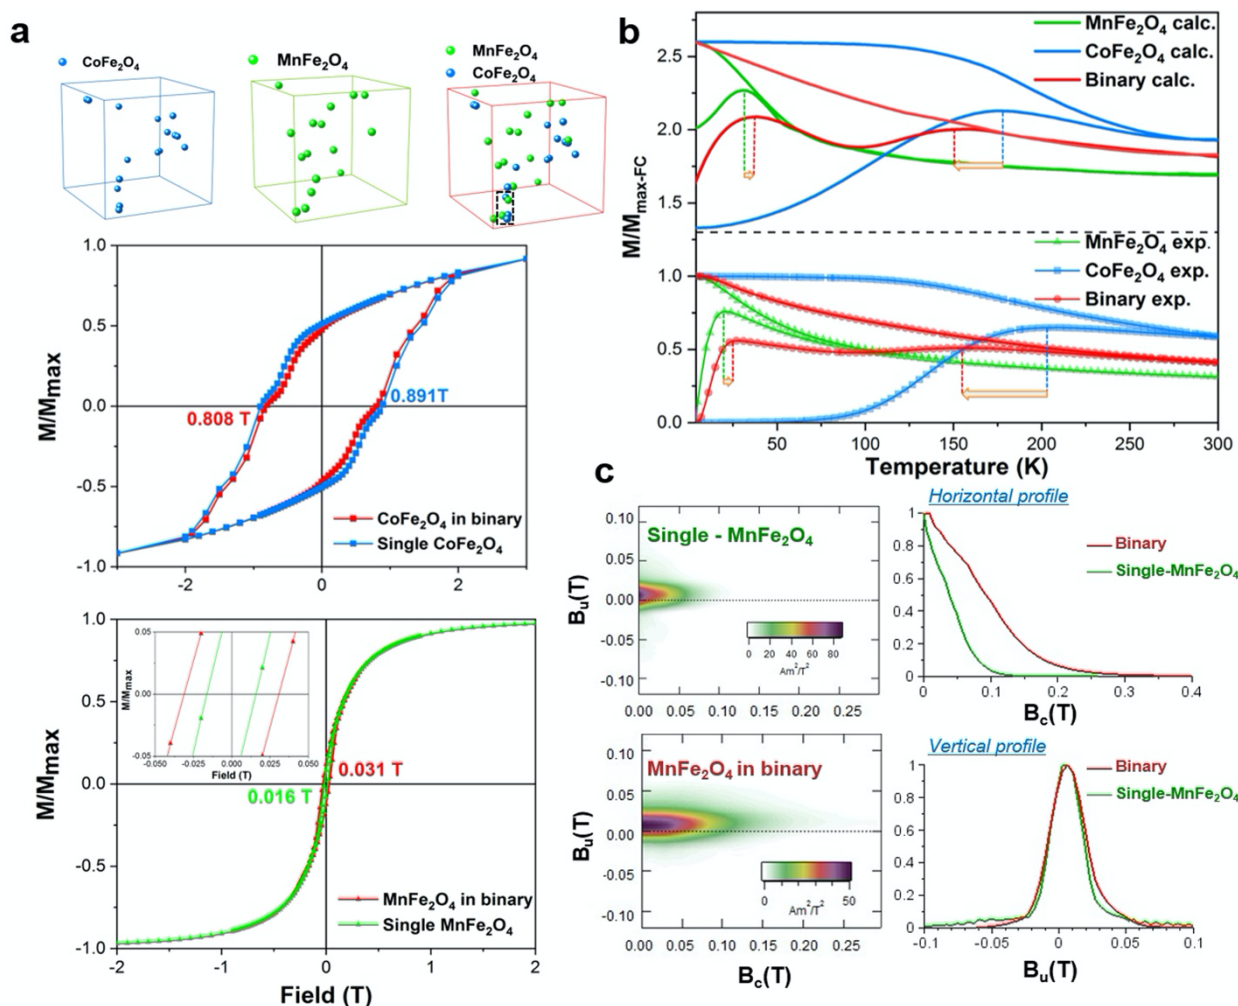 a
CoFe₂O₄
MnFe₂O₄
MnFe₂O₄
CoFe₂O₄
M/Mmax
1.0
0.5
0.0
-0.5
-1.0
0.808 T
0.891T
CoFe₂O₄ in binary
Single CoFe₂O₄
-2
0
2
M/Mmax
1.0
0.5
0.0
-0.5
-1.0
M/Mmax
0.05
0.00
-0.05
-0.050
-0.025
0.000
0.025
0.050
Field (T)
0.031 T
0.016 T
MnFe₂O₄ in binary
Single MnFe₂O₄
-2
-1
0
1
2
Field (T)
b
M/Mmax-FC
2.5
2.0
1.5
1.0
0.5
0.0
MnFe₂O₄ calc.
CoFe₂O₄ calc.
Binary calc.
MnFe₂O₄ exp.
CoFe₂O₄ exp.
Binary exp.
50
100
150
200
250
300
Temperature (K)
c
Bu(T)
0.10
0.05
0.00
-0.05
-0.10
Single - MnFe₂O₄
0 20 40 60 80
Am²/T²
0.00 0.05 0.10 0.15 0.20 0.25
Horizontal profile
1
0.8
0.6
0.4
0.2
0
Binary
Single-MnFe₂O₄
0 0.1 0.2 0.3 0.4
Bc(T)
Bu(T)
0.10
0.05
0.00
-0.05
-0.10
MnFe₂O₄ in binary
0 50
Am²/T²
0.00 0.05 0.10 0.15 0.20 0.25
Bc(T)
Vertical profile
1
0.8
0.6
0.4
0.2
0
Binary
Single-MnFe₂O₄
-0.1 -0.05 0 0.05 0.1
Bu(T)